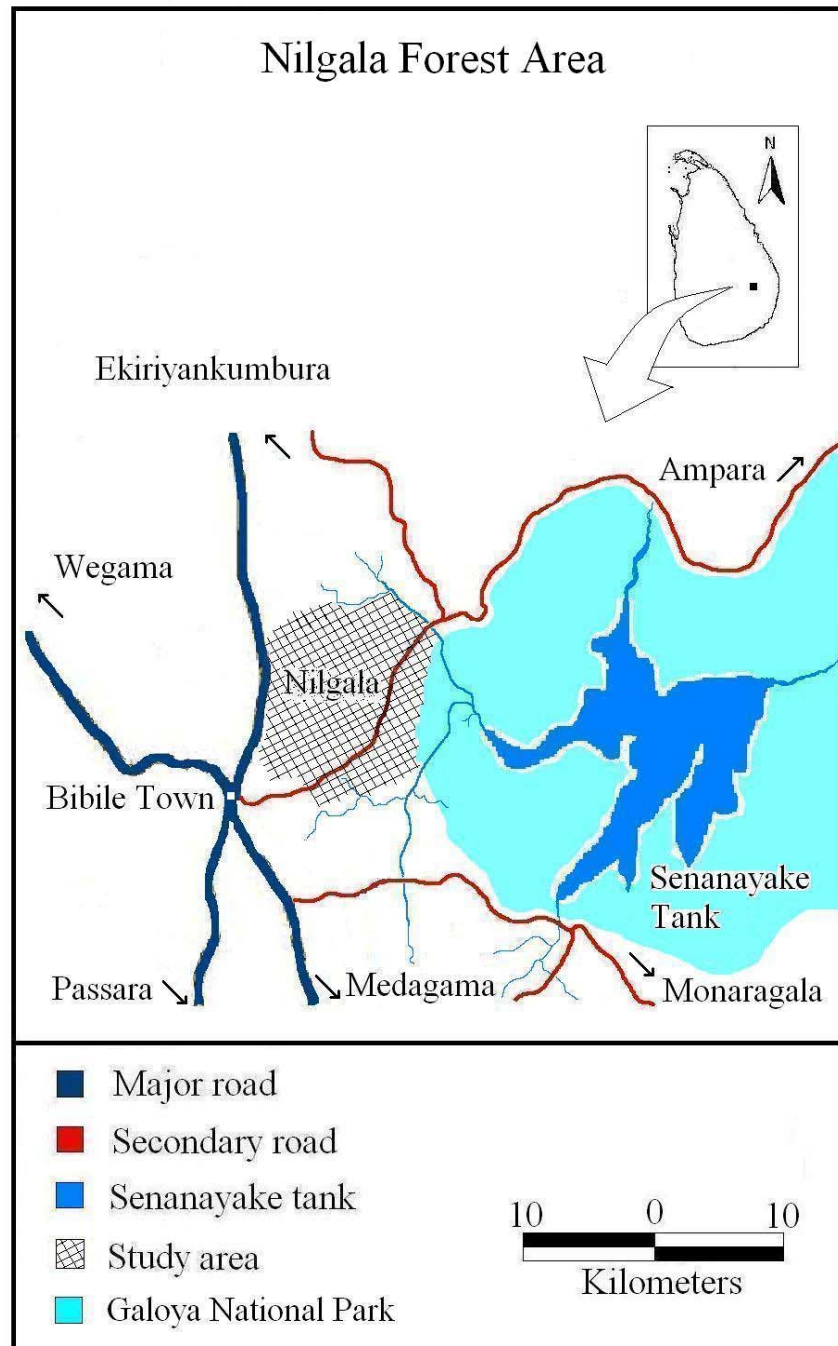 Nilgala Forest Area
N
Ekiriyankumbura
Ampara
Wegama
Nilgala
Bibile Town
Senanayake
Tank
Passara
Medagama
Monaragala
Major road
Secondary road
Senanayake tank
Study area
Galoya National Park
10 0 10
Kilometers